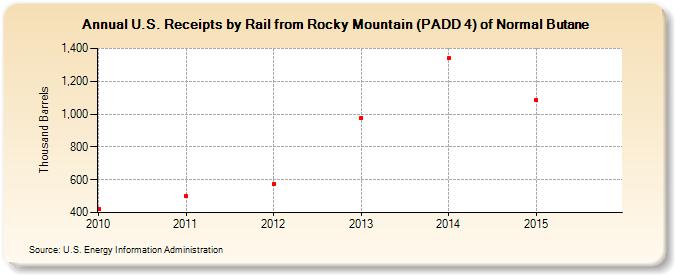 Annual U.S. Receipts by Rail from Rocky Mountain (PADD 4) of Normal Butane
Thousand Barrels
1,400
1,200
1,000
800
600
400
2010 2011 2012 2013 2014 2015
Source: U.S. Energy Information Administration